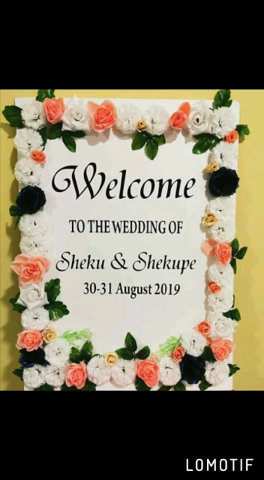 Welcome
TO THE WEDDING OF
Sheku & Shekupe
30-31 August 2019
LOMOTIF